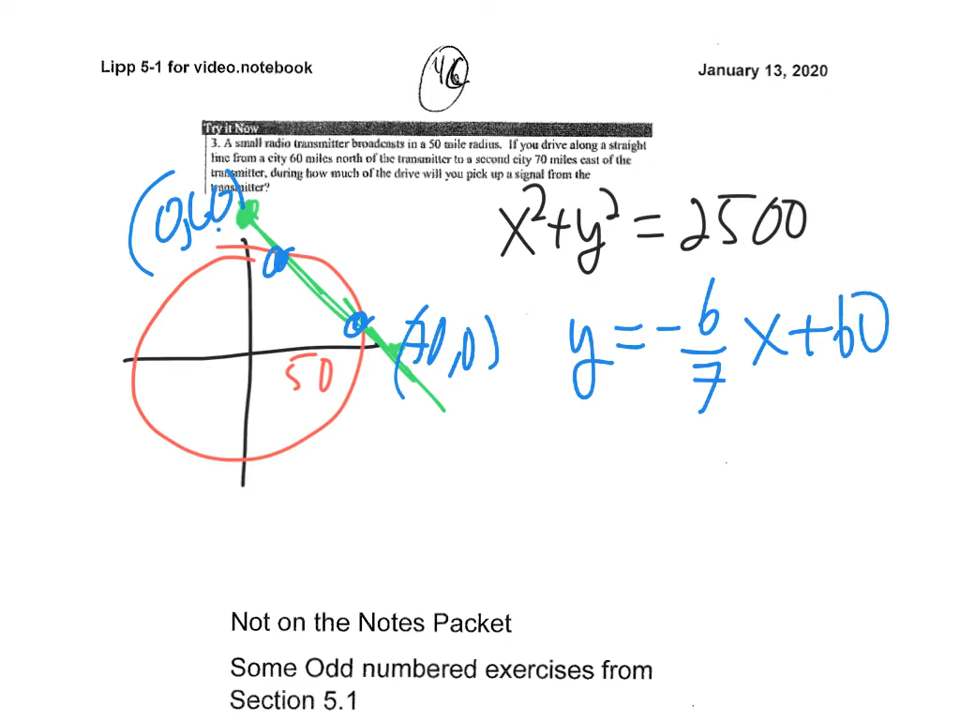 Lipp 5-1 for video.notebook
46
January 13, 2020
Try it Now
3. A small radio transmitter broadcasts in a 50 mile radius. If you drive along a straight
line from a city 60 miles north of the transmitter to a second city 70 miles east of the
transmitter, during how much of the drive will you pick up a signal from the
transmitter?
(0,60)
x²+y² = 2500
50
(70,0)
y = -6/7 x + 60
Not on the Notes Packet
Some Odd numbered exercises from
Section 5.1